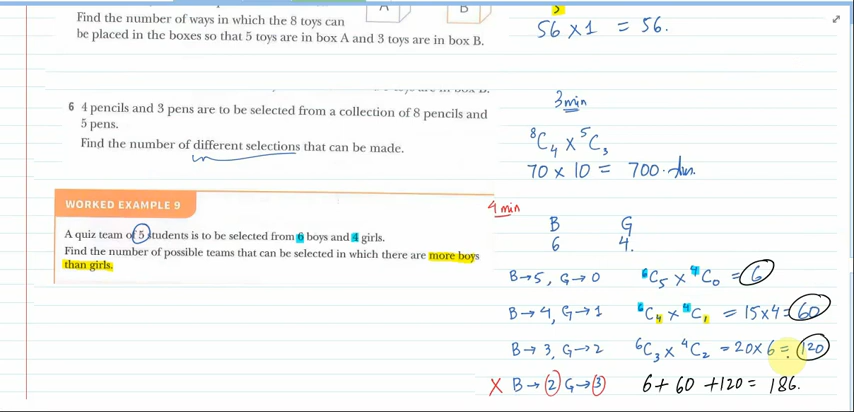 Find the number of ways in which the 8 toys can
be placed in the boxes so that 5 toys are in box A and 3 toys are in box B.
A
B
56 × 1 = 56.
6 4 pencils and 3 pens are to be selected from a collection of 8 pencils and
5 pens.
Find the number of different selections that can be made.
3 min
⁸C₄ × ⁵C₃
70 × 10 = 700.
WORKED EXAMPLE 9
A quiz team of 5 students is to be selected from 6 boys and 4 girls.
Find the number of possible teams that can be selected in which there are more boys
than girls.
4 min
B G
6 4.
B→5, G→0 ⁶C₅ × ⁴C₀ = 6
B→4, G→1 ⁶C₄ × ⁴C₁ = 15×4 = 60
B→3, G→2 ⁶C₃ × ⁴C₂ = 20×6 = 120
X B→2 G→3 6+60+120 = 186.